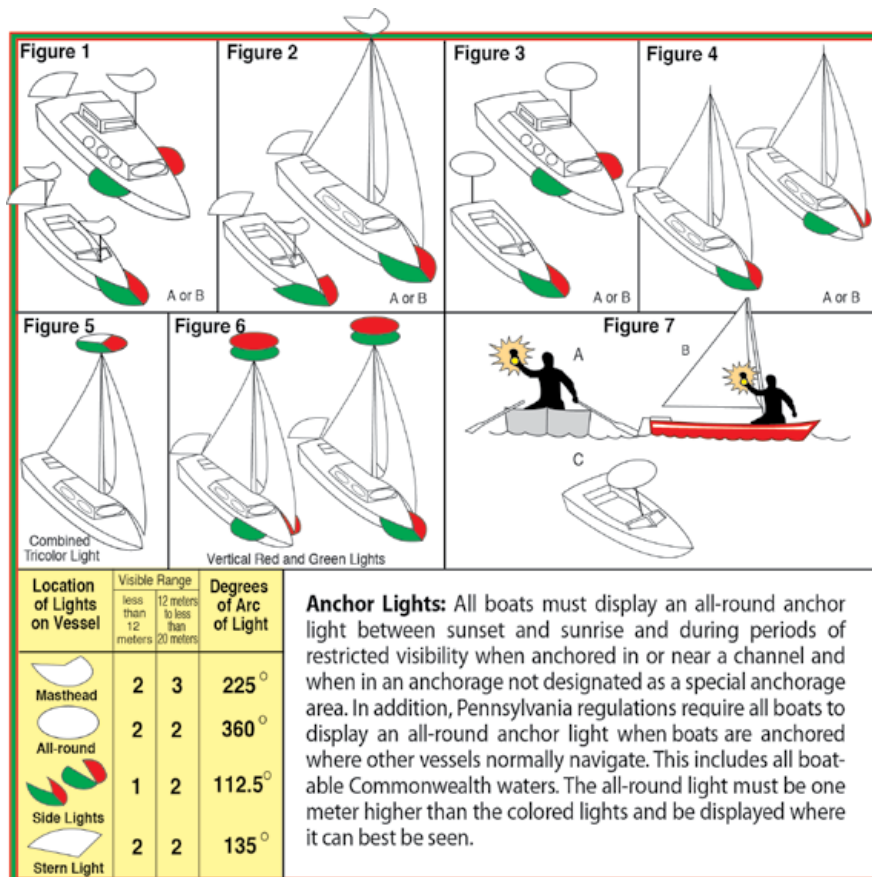 Figure 1
Figure 2
Figure 3
Figure 4
A or B
A or B
A or B
Figure 5
Figure 6
Figure 7
A
B
C
Combined
Tricolor Light
Vertical Red and Green Lights
Location
of Lights
on Vessel
Visible Range
less
than
12
meters
12 meters
to less
than
20 meters
Degrees
of Arc
of Light
Masthead
2 3 225°
All-round
2 2 360°
Side Lights
1 2 112.5°
Stern Light
2 2 135°
Anchor Lights: All boats must display an all-round anchor
light between sunset and sunrise and during periods of
restricted visibility when anchored in or near a channel and
when in an anchorage not designated as a special anchorage
area. In addition, Pennsylvania regulations require all boats to
display an all-round anchor light when boats are anchored
where other vessels normally navigate. This includes all boat-
able Commonwealth waters. The all-round light must be one
meter higher than the colored lights and be displayed where
it can best be seen.